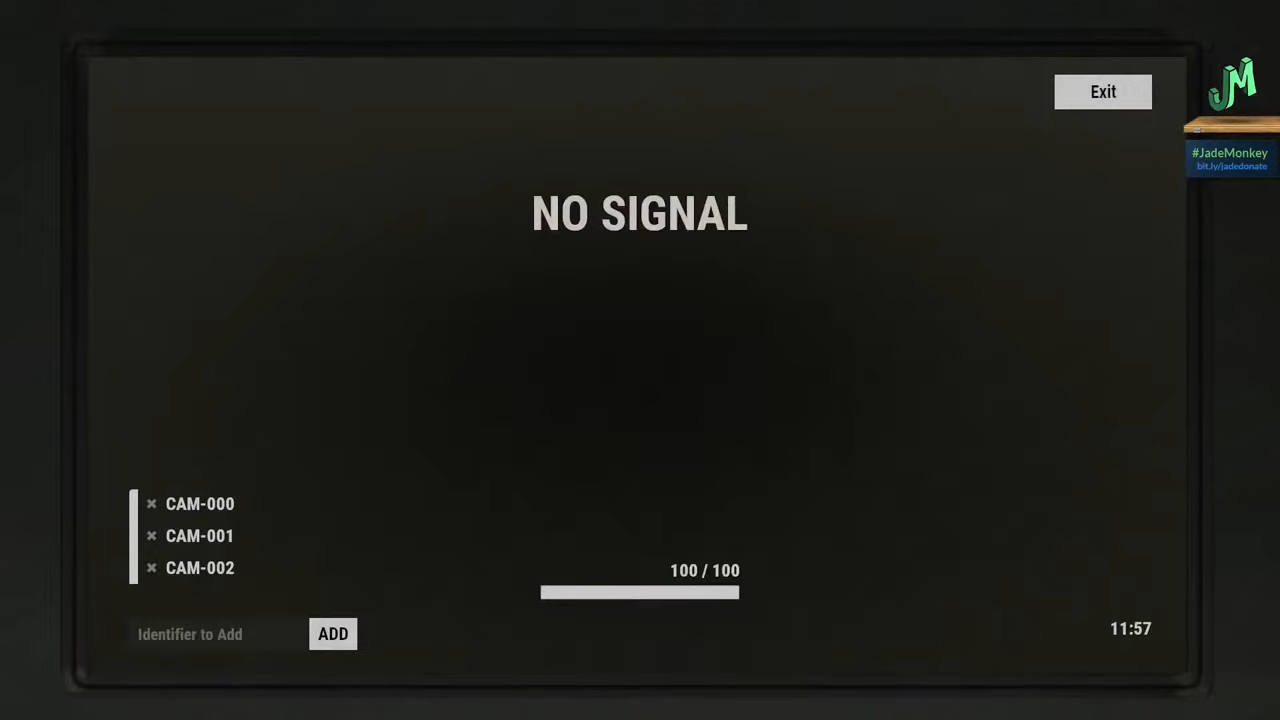 Exit
JM
#JadeMonkey
bit.ly/jadedonate
NO SIGNAL
CAM-000
CAM-001
CAM-002
100 / 100
Identifier to Add
ADD
11:57